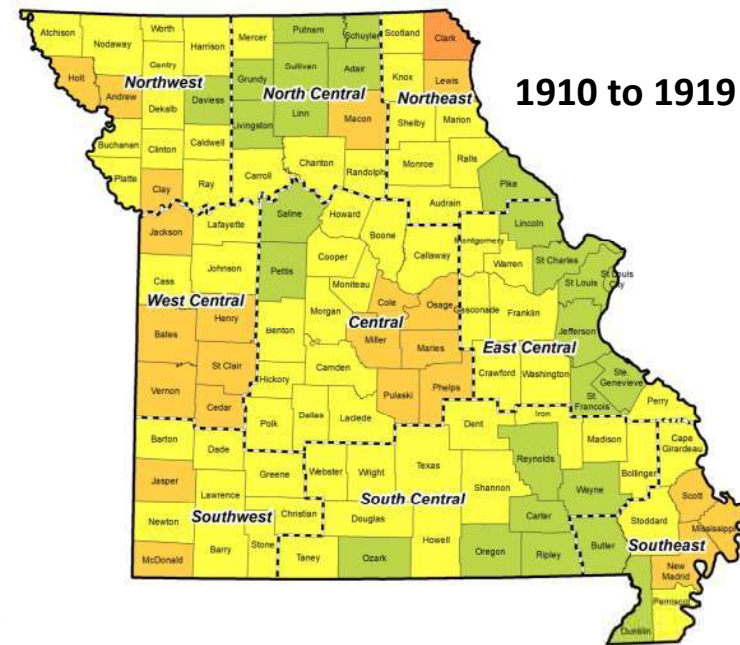 1910 to 1919
Atchison
Nodaway
Worth
Harrison
Mercer
Putnam
Schuyler
Scotland
Clark
Gentry
Holt
Andrew
Northwest
Daviess
Grundy
Sullivan
Adair
Knox
Lewis
North Central
Northeast
Dekalb
Livingston
Linn
Macon
Shelby
Marion
Buchanan
Clinton
Caldwell
Chariton
Randolph
Monroe
Ralls
Platte
Clay
Ray
Carroll
Audrain
Pike
Jackson
Lafayette
Saline
Howard
Boone
Callaway
Montgomery
Lincoln
Cass
Johnson
Pettis
Cooper
Moniteau
Warren
St Charles
St Louis
St Louis
City
West Central
Henry
Bates
Benton
Morgan
Cole
Osage
Gasconade
Franklin
Jefferson
Central
Miller
Maries
East Central
St Clair
Vernon
Cedar
Hickory
Camden
Pulaski
Phelps
Crawford
Washington
Ste.
Genevieve
St.
Francois
Perry
Polk
Dallas
Laclede
Dent
Iron
Madison
Cape
Girardeau
Bollinger
Barton
Dade
Jasper
Greene
Webster
Wright
Texas
Reynolds
Wayne
Scott
Lawrence
Shannon
South Central
Newton
Southwest
Christian
Douglas
Carter
Stoddard
Mississippi
Southeast
McDonald
Barry
Stone
Taney
Ozark
Howell
Oregon
Ripley
Butler
New
Madrid
Pemiscot
Dunklin